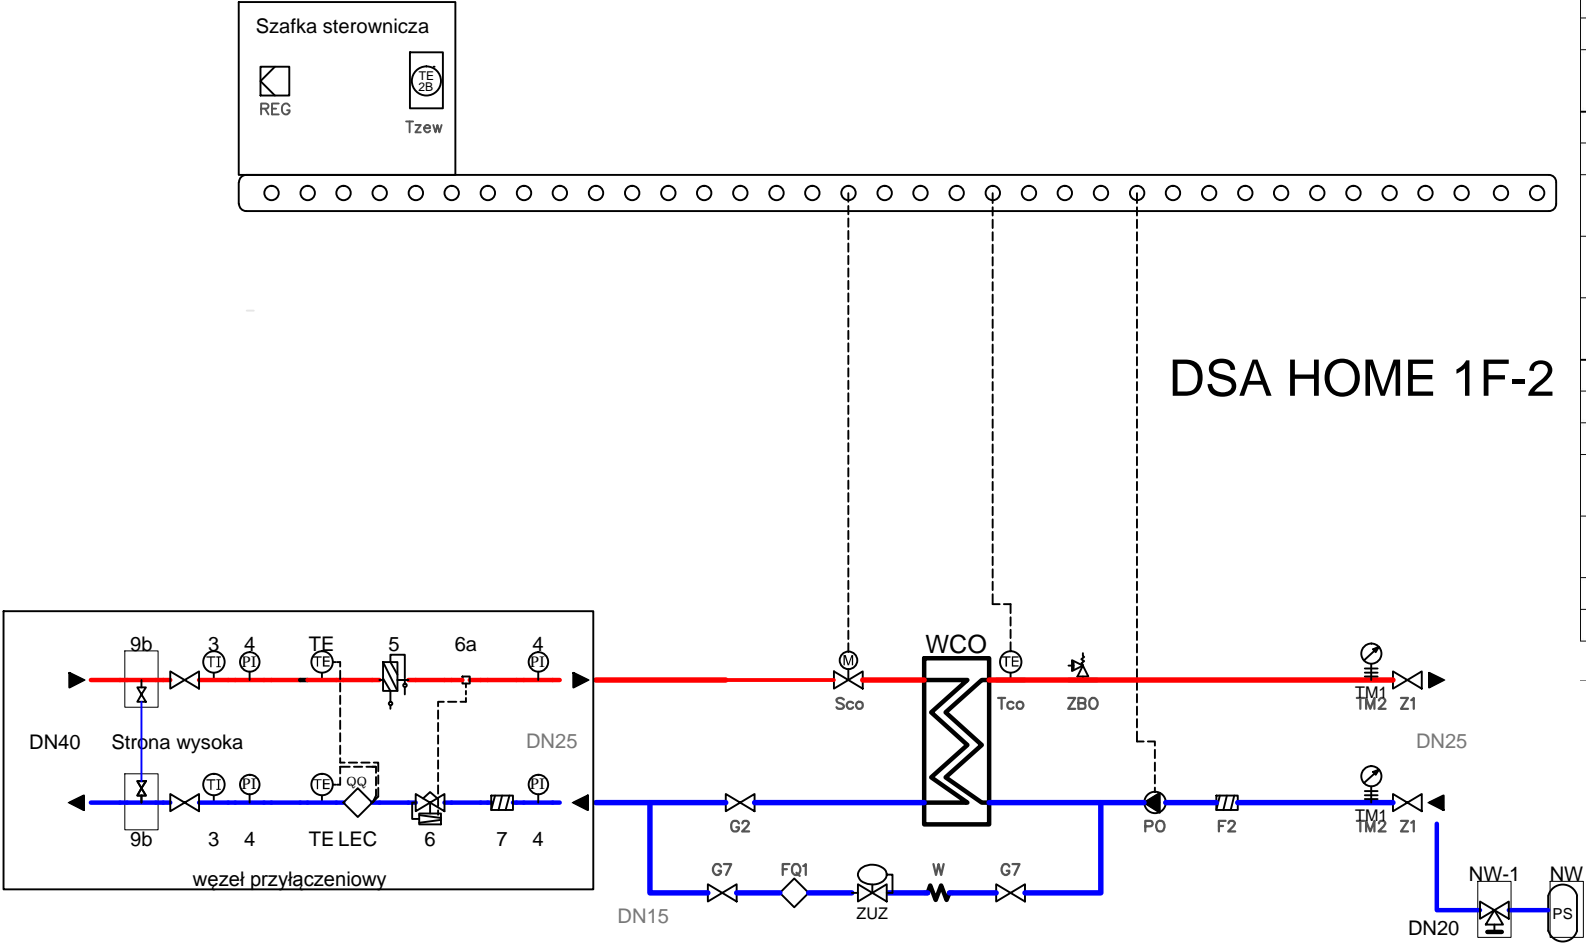 Szafka sterownicza
TE
2B
REG
Tzew
DSA HOME 1F-2
9b 3 4 TE 5 6a 4
TI PI TE PI
WCO
M TE
Sco Tco ZBO TM1
TM2 Z1
DN40 Strona wysoka DN25 DN25
TI PI TE QQ PI
9b 3 4 TE LEC 6 7 4
G2 PO F2 TM1
TM2 Z1
węzeł przyłączeniowy
G7 FQ1 W G7
ZUZ
DN15
NW-1 NW
PS
DN20